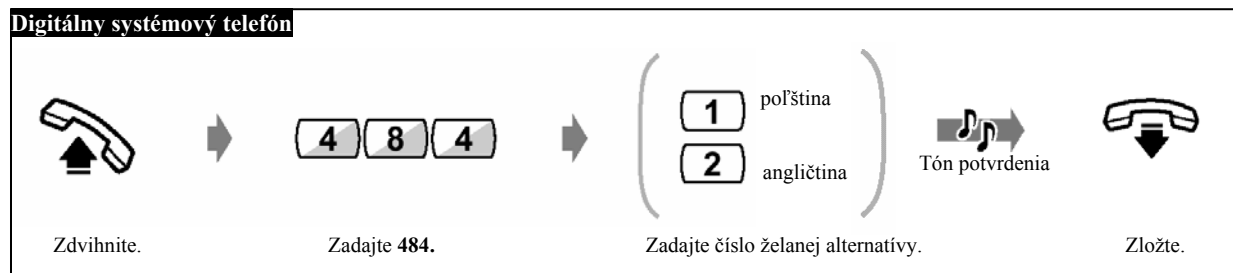 Digitálny systémový telefón
4 8 4
1 poľština
2 angličtina
Tón potvrdenia
Zdvihnite.
Zadajte 484.
Zadajte číslo želanej alternatívy.
Zložte.